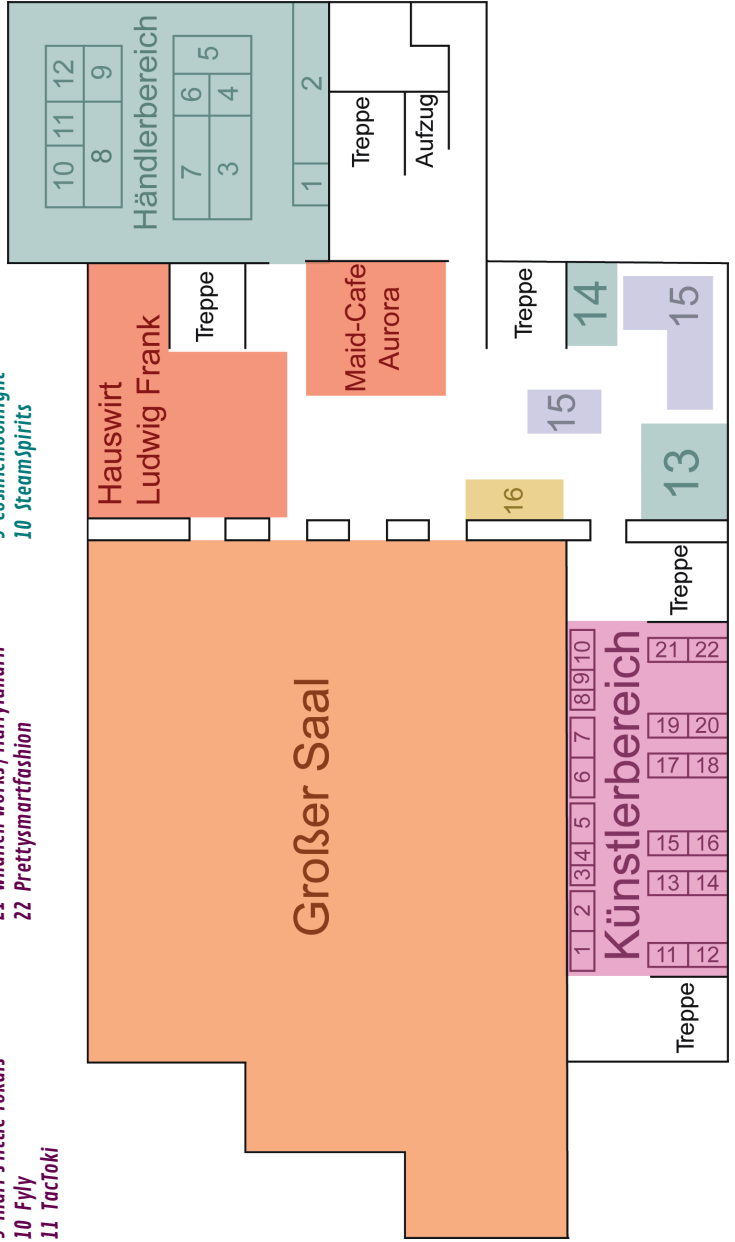 10 Fyly
11 TacToki
22 Prettysmartfashion
10 SteamSpirits
Großer Saal
Hauswirt
Ludwig Frank
Treppe
Maid-Cafe
Aurora
Händlerbereich
10 11 12
8 9
7 6 5
3 4
1 2
Treppe
Aufzug
Treppe
16
15
14
13
15
Künstlerbereich
1 2 3 4 5 6 7 8 9 10
11 13 15 17 19 21
12 14 16 18 20 22
Treppe
Treppe